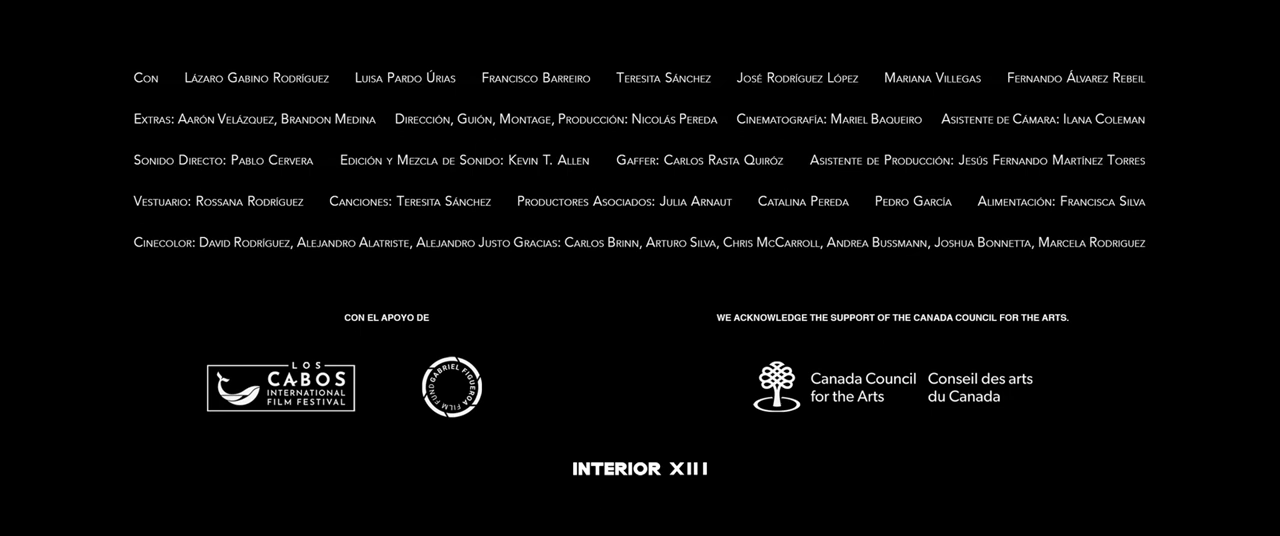 Con Lázaro Gabino Rodríguez Luisa Pardo Úrias Francisco Barreiro Teresita Sánchez José Rodríguez López Mariana Villegas Fernando Álvarez Rebeil
Extras: Aarón Velázquez, Brandon Medina Dirección, Guión, Montage, Producción: Nicolás Pereda Cinematografía: Mariel Baqueiro Asistente de Cámara: Ilana Coleman
Sonido Directo: Pablo Cervera Edición y Mezcla de Sonido: Kevin T. Allen Gaffer: Carlos Rasta Quiróz Asistente de Producción: Jesús Fernando Martínez Torres
Vestuario: Rossana Rodríguez Canciones: Teresita Sánchez Productores Asociados: Julia Arnaut Catalina Pereda Pedro García Alimentación: Francisca Silva
Cinecolor: David Rodríguez, Alejandro Alatriste, Alejandro Justo Gracias: Carlos Brinn, Arturo Silva, Chris McCarroll, Andrea Bussmann, Joshua Bonnetta, Marcela Rodriguez
CON EL APOYO DE
WE ACKNOWLEDGE THE SUPPORT OF THE CANADA COUNCIL FOR THE ARTS.
LOS
CABOS
INTERNATIONAL
FILM FESTIVAL
GABRIEL FIGUEROA FILM FUND
Canada Council
for the Arts
Conseil des arts
du Canada
INTERIOR XIII